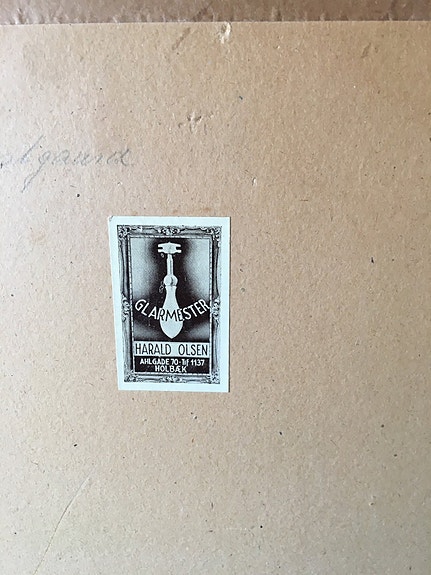 GLARMESTER
HARALD OLSEN
AHLGADE 70 - Tlf 1137
HOLBÆK